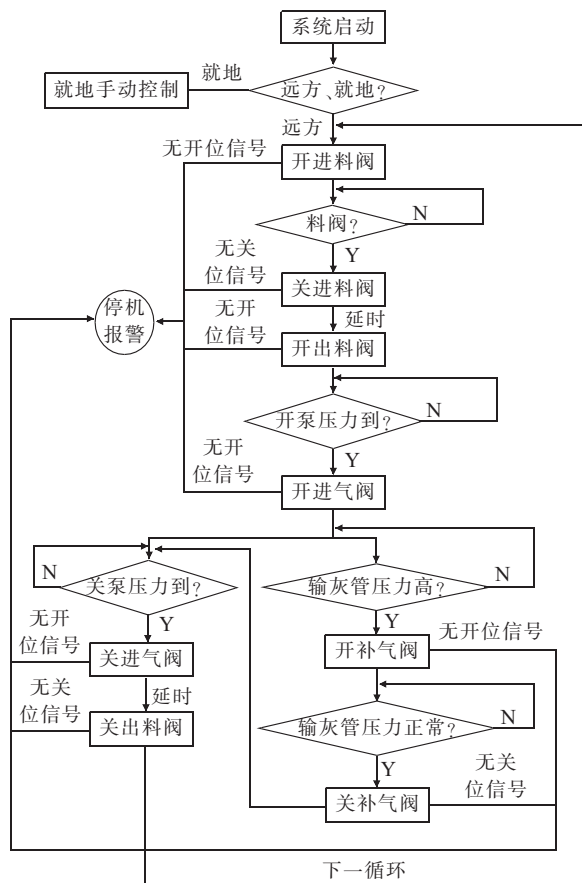 系统启动
就地
就地手动控制
远方、就地?
远方
无开位信号
开进料阀
料阀?
N
Y
无关
位信号
关进料阀
停机
报警
无开
位信号
延时
开出料阀
开泵压力到?
N
Y
无开
位信号
开进气阀
N
关泵压力到?
输灰管压力高?
N
Y
Y
无开
位信号
关进气阀
开补气阀
无开位信号
无关
位信号
延时
关出料阀
输灰管压力正常?
N
Y
无关
位信号
关补气阀
下一循环